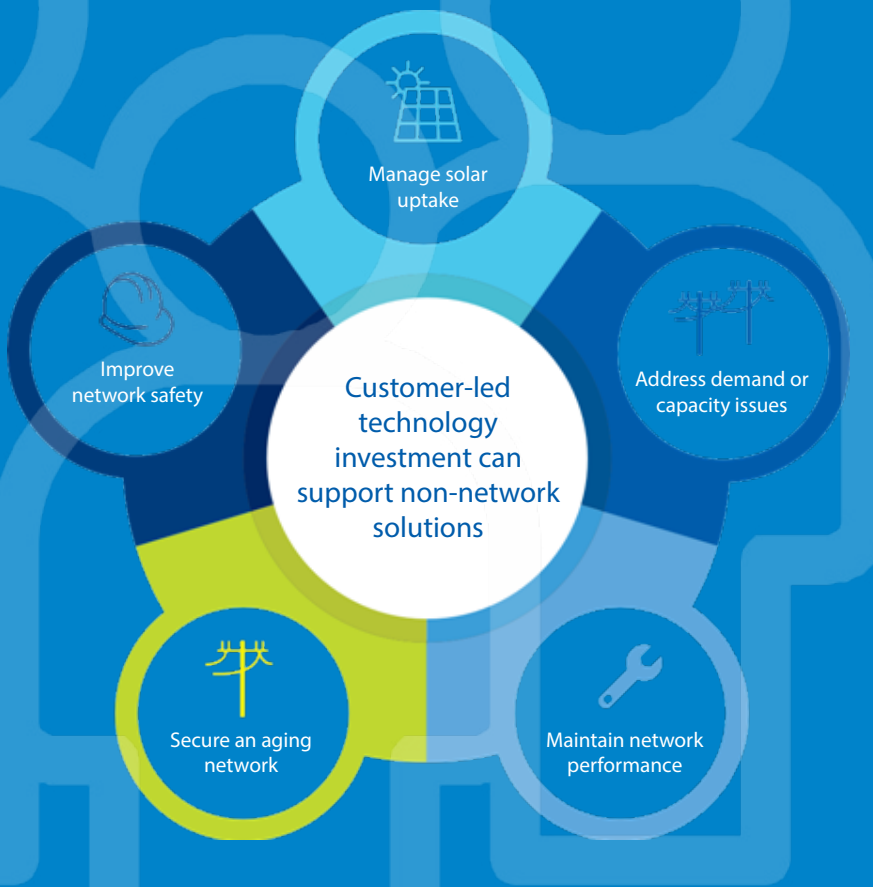 Manage solar
uptake
Improve
network safety
Address demand or
capacity issues
Customer-led
technology
investment can
support non-network
solutions
Secure an aging
network
Maintain network
performance